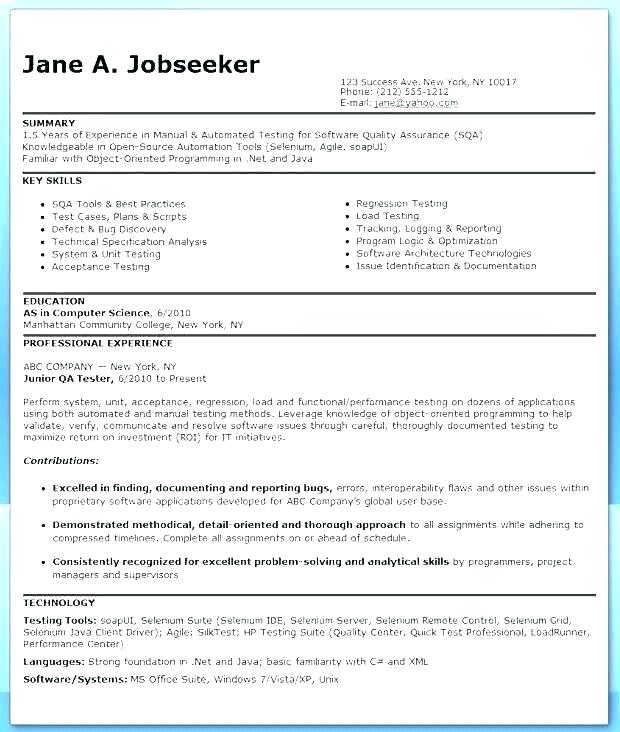 Jane A. Jobseeker
123 Success Ave. New York, NY 10017
Phone: (212) 555-1212
E-mail: jane@yahoo.com
SUMMARY
1.5 Years of Experience in Manual & Automated Testing for Software Quality Assurance (SQA)
Knowledgeable in Open-Source Automation Tools (Selenium, Agile, soapUI)
Familiar with Object-Oriented Programming in .Net and Java
KEY SKILLS
• SQA Tools & Best Practices
• Test Cases, Plans & Scripts
• Defect & Bug Discovery
• Technical Specification Analysis
• System & Unit Testing
• Acceptance Testing
• Regression Testing
• Load Testing
• Tracking, Logging & Reporting
• Program Logic & Optimization
• Software Architecture Technologies
• Issue Identification & Documentation
EDUCATION
AS in Computer Science, 6/2010
Manhattan Community College, New York, NY
PROFESSIONAL EXPERIENCE
ABC COMPANY — New York, NY
Junior QA Tester, 6/2010 to Present
Perform system, unit, acceptance, regression, load and functional/performance testing on dozens of applications
using both automated and manual testing methods. Leverage knowledge of object-oriented programming to help
validate, verify, communicate and resolve software issues through careful, thoroughly documented testing to
maximize return on investment (ROI) for IT initiatives.
Contributions:
• Excelled in finding, documenting and reporting bugs, errors, interoperability flaws and other issues within
proprietary software applications developed for ABC Company's global user base.
• Demonstrated methodical, detail-oriented and thorough approach to all assignments while adhering to
compressed timelines. Complete all assignments on or ahead of schedule.
• Consistently recognized for excellent problem-solving and analytical skills by programmers, project
managers and supervisors
TECHNOLOGY
Testing Tools: soapUI, Selenium Suite (Selenium IDE, Selenium Server, Selenium Remote Control, Selenium Grid,
Selenium Java Client Driver); Agile; SilkTest; HP Testing Suite (Quality Center, Quick Test Professional, LoadRunner,
Performance Center)
Languages: Strong foundation in .Net and Java; basic familiarity with C# and XML
Software/Systems: MS Office Suite, Windows 7/Vista/XP, Unix